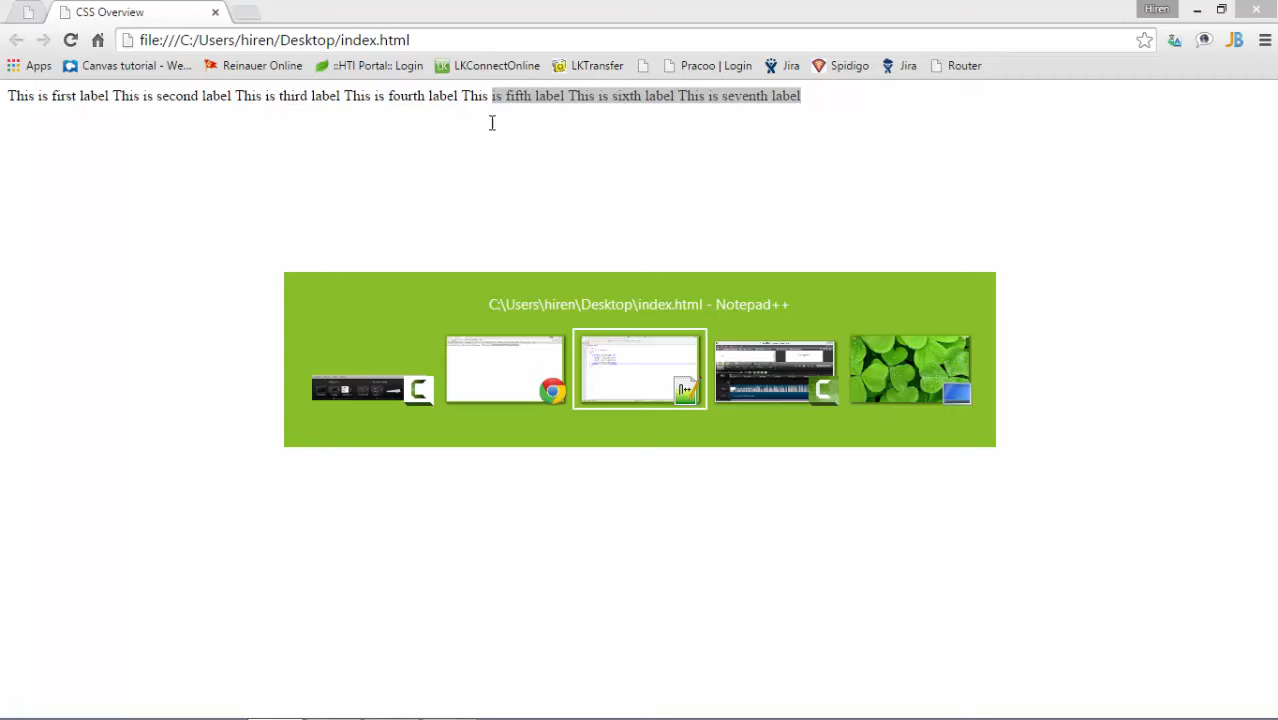 CSS Overview
Hiren
file:///C:/Users/hiren/Desktop/index.html
JB
Apps Canvas tutorial - We... Reinauer Online ::HTI Portal:: Login LK LKConnectOnline LKTransfer Pracoo | Login Jira Spidigo Jira Router
This is first label This is second label This is third label This is fourth label This is fifth label This is sixth label This is seventh label
C:\Users\hiren\Desktop\index.html - Notepad++